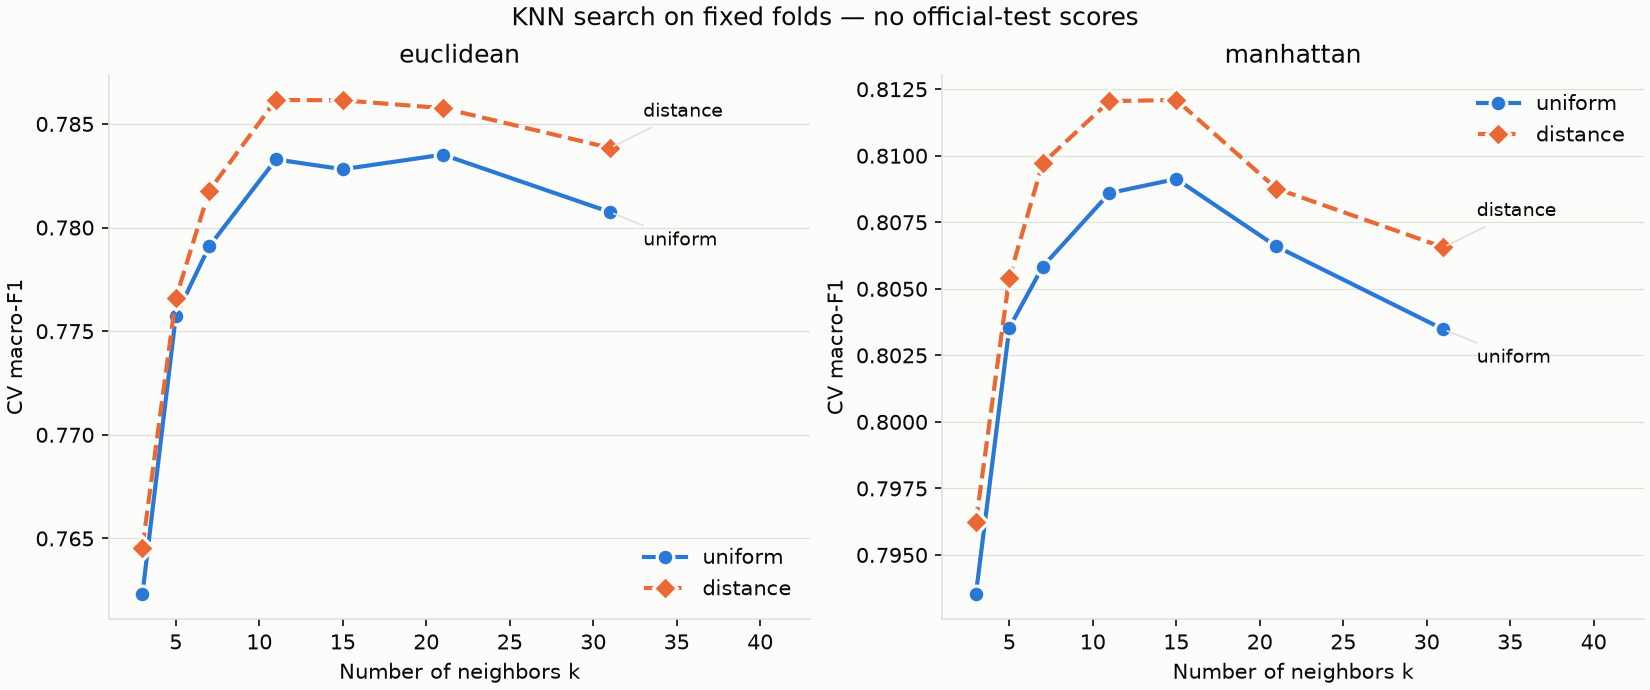 KNN search on fixed folds — no official-test scores
euclidean
CV macro-F1
0.785
0.780
0.775
0.770
0.765
distance
uniform
uniform
distance
5 10 15 20 25 30 35 40
Number of neighbors k
manhattan
CV macro-F1
0.8125
0.8100
0.8075
0.8050
0.8025
0.8000
0.7975
0.7950
uniform
distance
distance
uniform
5 10 15 20 25 30 35 40
Number of neighbors k